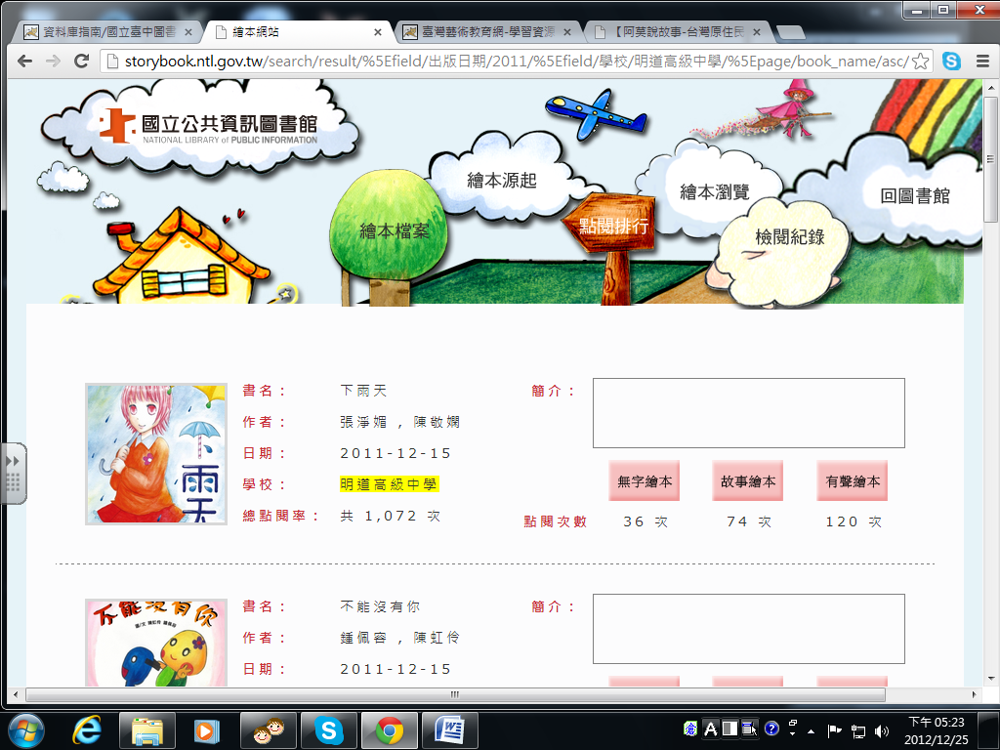 資料庫指南/國立臺中圖書
繪本網站
臺灣藝術教育網-學習資源
【阿莫說故事-台灣原住民
storybook.ntl.gov.tw/search/result/%5Efield/出版日期/2011/%5Efield/學校/明道高級中學/%5Epage/book_name/asc/
國立公共資訊圖書館
NATIONAL LIBRARY of PUBLIC INFORMATION
繪本檔案
繪本源起
點閱排行
繪本瀏覽
檢閱紀錄
回圖書館
下雨天
書名： 下雨天
作者： 張淨媚 , 陳敬嫻
日期： 2011-12-15
學校： 明道高級中學
總點閱率： 共 1,072 次
簡介：
無字繪本 故事繪本 有聲繪本
點閱次數 36 次 74 次 120 次
不能沒有你
書名： 不能沒有你
作者： 鍾佩容 , 陳虹伶
日期： 2011-12-15
簡介：
A
下午 05:23
2012/12/25